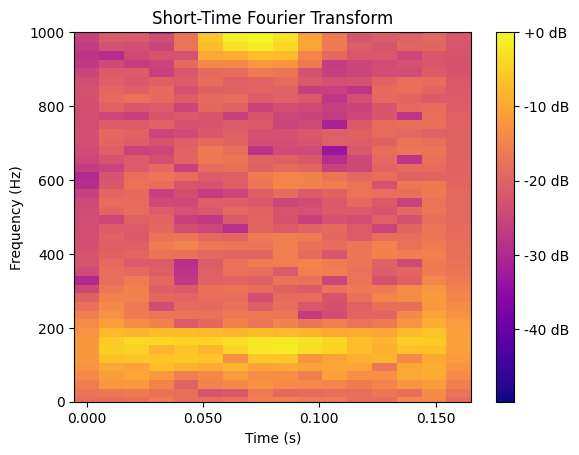 Short-Time Fourier Transform
1000
800
600
400
200
0
Frequency (Hz)
0.000
0.050
0.100
0.150
Time (s)
+0 dB
-10 dB
-20 dB
-30 dB
-40 dB